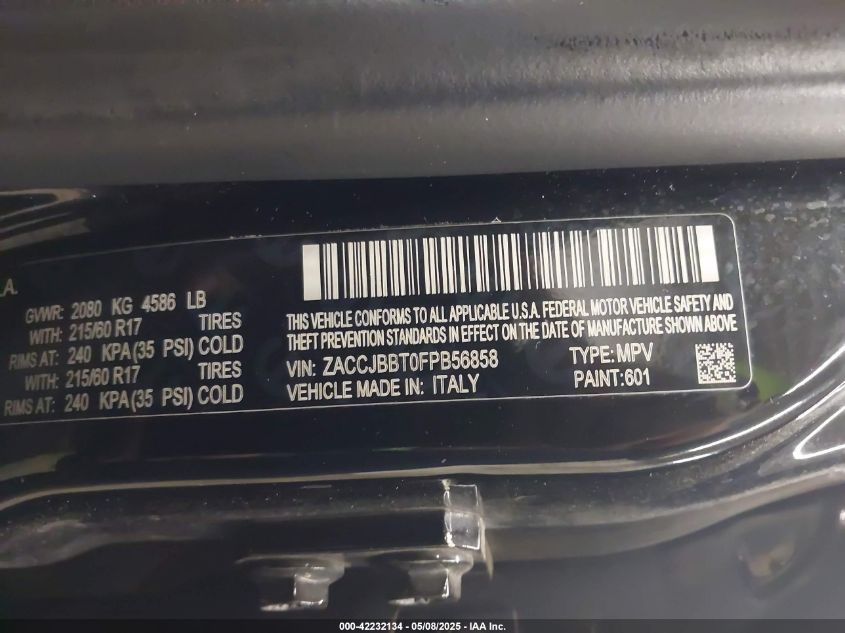 .A.
GVWR: 2080 KG 4586 LB
WITH: 215/60 R17 TIRES
RIMS AT: 240 KPA(35 PSI) COLD
WITH: 215/60 R17 TIRES
RIMS AT: 240 KPA(35 PSI) COLD
THIS VEHICLE CONFORMS TO ALL APPLICABLE U.S.A. FEDERAL MOTOR VEHICLE SAFETY AND
THEFT PREVENTION STANDARDS IN EFFECT ON THE DATE OF MANUFACTURE SHOWN ABOVE
VIN: ZACCJBBT0FPB56858 TYPE: MPV
VEHICLE MADE IN: ITALY PAINT:601
000-42232134 - 05/08/2025 - IAA Inc.